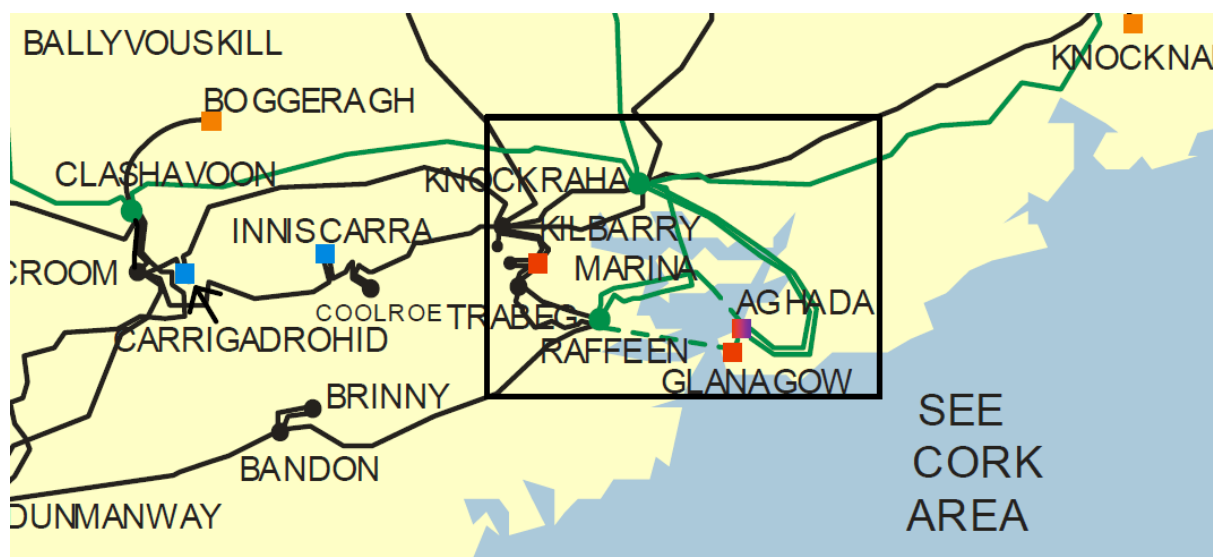 BALLYVOUSKILL
KNOCKNA
BOGGERAGH
CLASHAVOON
KNOCKRAHA
INNISCARRA
KILBARRY
CROOM
MARINA
COOLROE
TRABEG
AGHADA
CARRIGADROHID
RAFFEEN
GLANAGOW
BRINNY
BANDON
DUNMANWAY
SEE
CORK
AREA